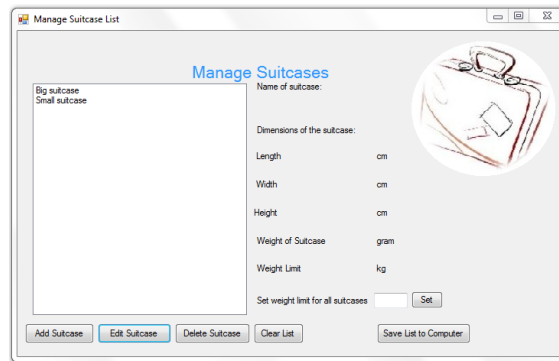 Manage Suitcase List
Manage Suitcases
Big suitcase
Small suitcase
Name of suitcase:
Dimensions of the suitcase:
Length cm
Width cm
Height cm
Weight of Suitcase gram
Weight Limit kg
Set weight limit for all suitcases Set
Add Suitcase Edit Suitcase Delete Suitcase Clear List Save List to Computer